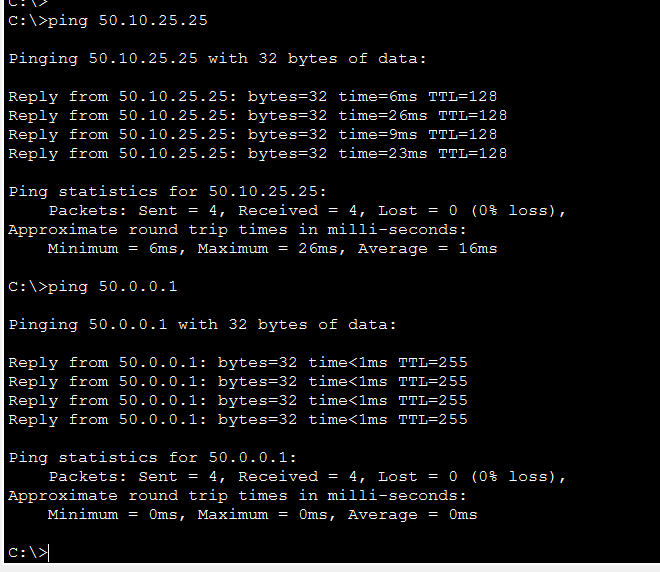 C:\>
C:\>ping 50.10.25.25
Pinging 50.10.25.25 with 32 bytes of data:
Reply from 50.10.25.25: bytes=32 time=6ms TTL=128
Reply from 50.10.25.25: bytes=32 time=26ms TTL=128
Reply from 50.10.25.25: bytes=32 time=9ms TTL=128
Reply from 50.10.25.25: bytes=32 time=23ms TTL=128
Ping statistics for 50.10.25.25:
    Packets: Sent = 4, Received = 4, Lost = 0 (0% loss),
Approximate round trip times in milli-seconds:
    Minimum = 6ms, Maximum = 26ms, Average = 16ms
C:\>ping 50.0.0.1
Pinging 50.0.0.1 with 32 bytes of data:
Reply from 50.0.0.1: bytes=32 time<1ms TTL=255
Reply from 50.0.0.1: bytes=32 time<1ms TTL=255
Reply from 50.0.0.1: bytes=32 time<1ms TTL=255
Reply from 50.0.0.1: bytes=32 time<1ms TTL=255
Ping statistics for 50.0.0.1:
    Packets: Sent = 4, Received = 4, Lost = 0 (0% loss),
Approximate round trip times in milli-seconds:
    Minimum = 0ms, Maximum = 0ms, Average = 0ms
C:\>